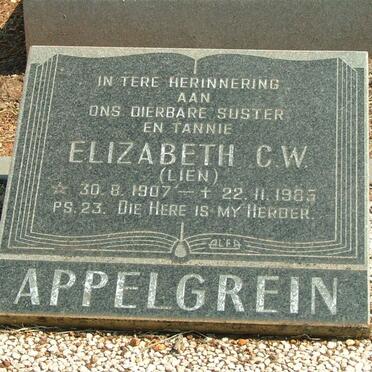 IN TERE HERINNERING
AAN
ONS DIERBARE SUSTER
EN TANNIE
ELIZABETH C.W.
(LIEN)
☆ 30.8.1907 – + 22.11.1985
PS. 23. DIE HERE IS MY HERDER.
ALFA
APPELGREIN